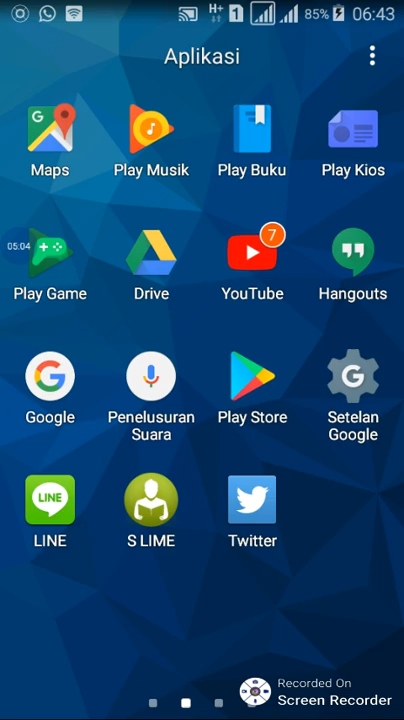 H+ 1 85% 06:43
Aplikasi
Maps Play Musik Play Buku Play Kios
05:04 7
Play Game Drive YouTube Hangouts
Google Penelusuran Suara Play Store Setelan Google
LINE
LINE S LIME Twitter
Recorded On
Screen Recorder